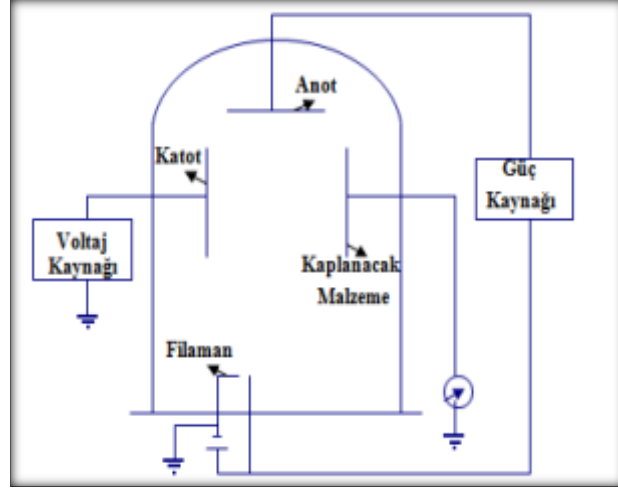 Anot
Katot
Güç
Kaynağı
Voltaj
Kaynağı
Kaplanacak
Malzeme
Filaman